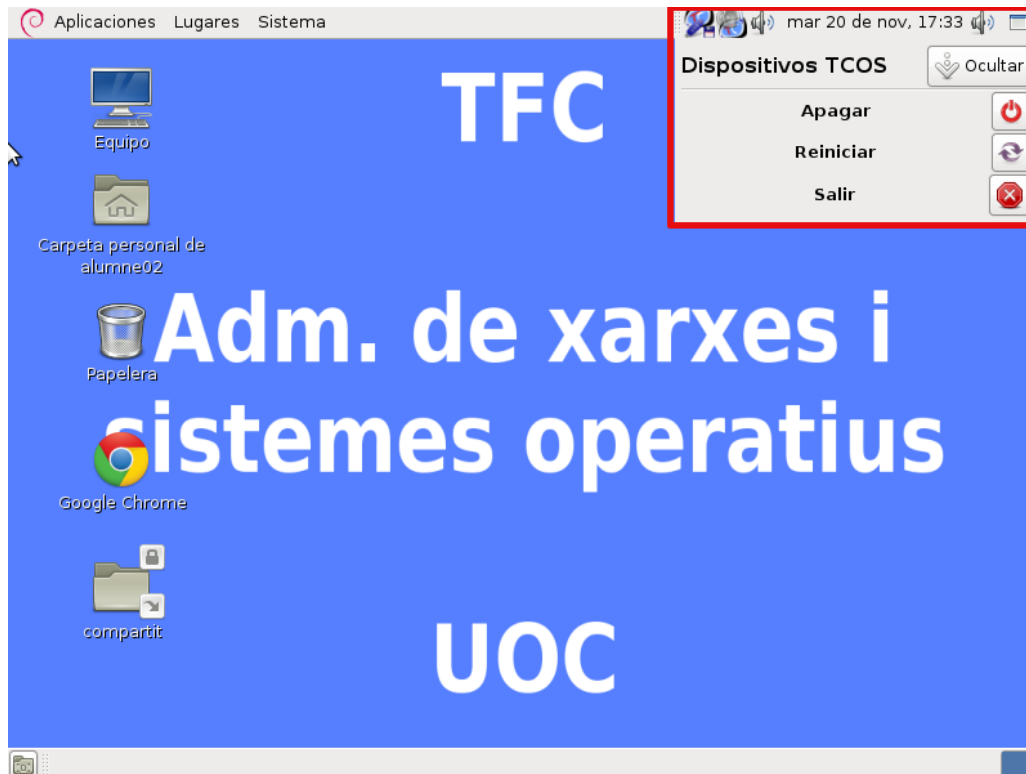 Aplicaciones Lugares Sistema
mar 20 de nov, 17:33
Dispositivos TCOS
Ocultar
Apagar
Reiniciar
Salir
TFC
Equipo
Carpeta personal de
alumne02
Adm. de xarxes i
Papelera
sistemes operatius
Google Chrome
compartit
UOC